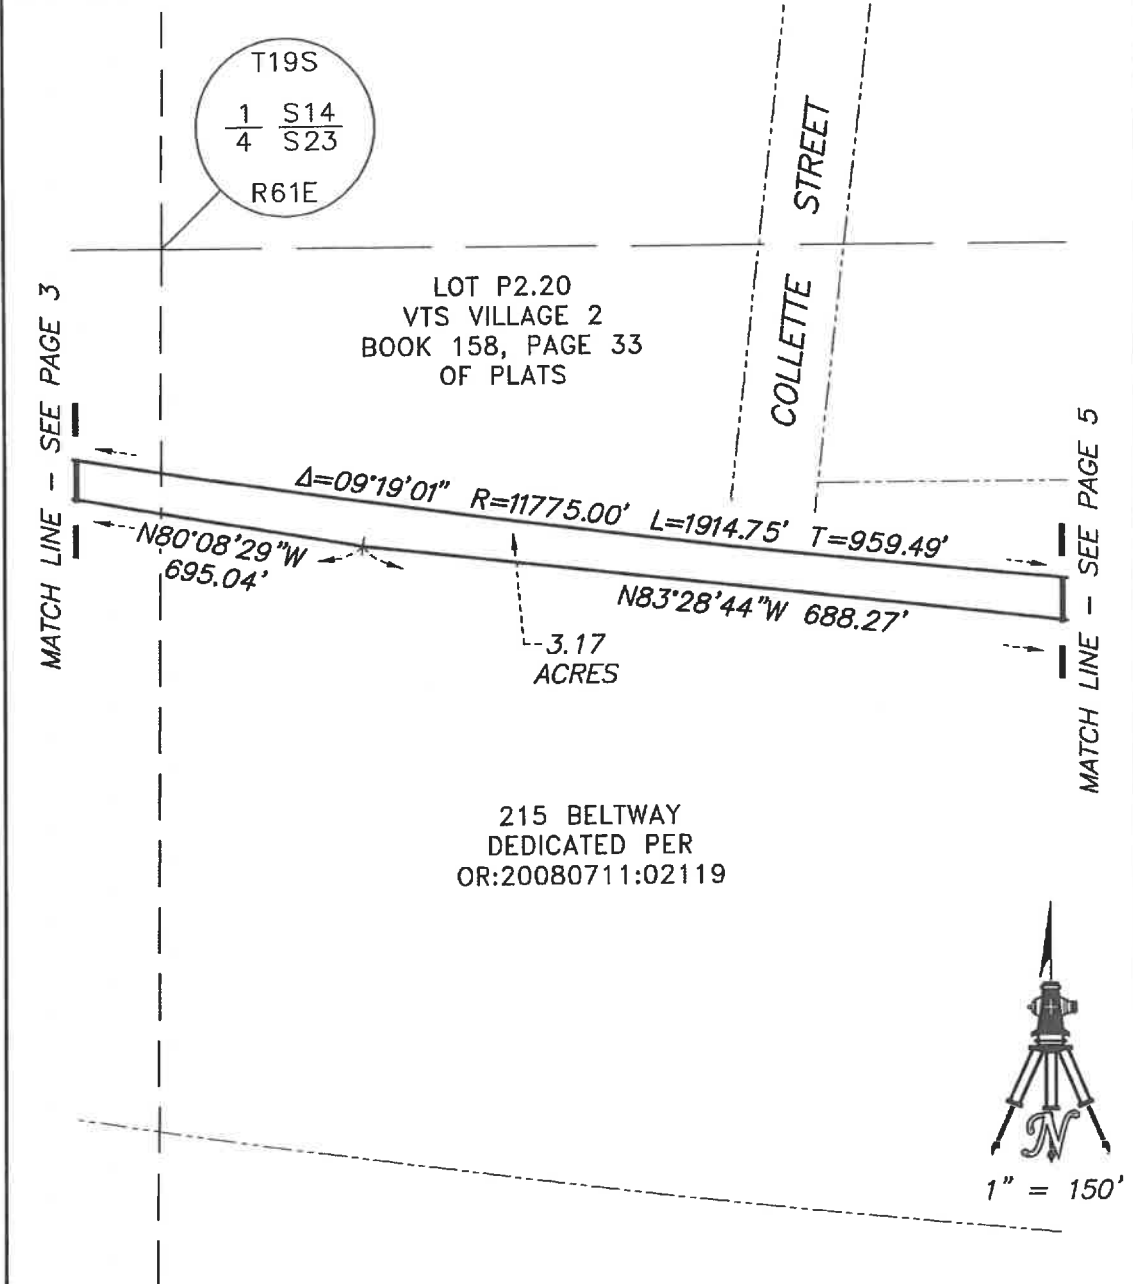 T19S
1 S14
4 S23
R61E
COLLETTE STREET
LOT P2.20
VTS VILLAGE 2
BOOK 158, PAGE 33
OF PLATS
MATCH LINE - SEE PAGE 3
MATCH LINE - SEE PAGE 5
Δ=09°19'01" R=11775.00' L=1914.75' T=959.49'
N80°08'29"W
695.04'
N83°28'44"W 688.27'
3.17
ACRES
215 BELTWAY
DEDICATED PER
OR:20080711:02119
N
1" = 150'